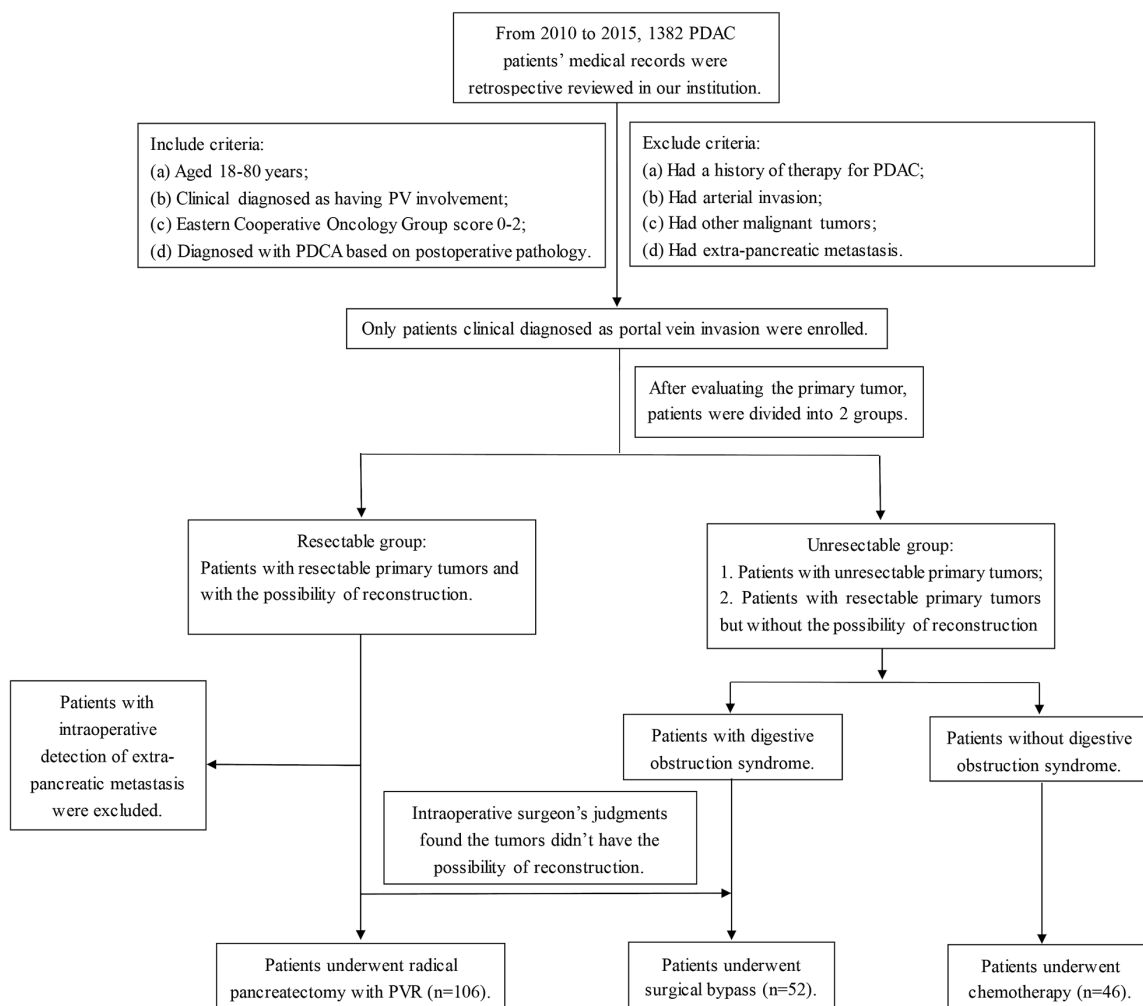 From 2010 to 2015, 1382 PDAC
patients' medical records were
retrospective reviewed in our institution.
Include criteria:
(a) Aged 18-80 years;
(b) Clinical diagnosed as having PV involvement;
(c) Eastern Cooperative Oncology Group score 0-2;
(d) Diagnosed with PDCA based on postoperative pathology.
Exclude criteria:
(a) Had a history of therapy for PDAC;
(b) Had arterial invasion;
(c) Had other malignant tumors;
(d) Had extra-pancreatic metastasis.
Only patients clinical diagnosed as portal vein invasion were enrolled.
After evaluating the primary tumor,
patients were divided into 2 groups.
Resectable group:
Patients with resectable primary tumors and
with the possibility of reconstruction.
Unresectable group:
1. Patients with unresectable primary tumors;
2. Patients with resectable primary tumors
but without the possibility of reconstruction
Patients with
intraoperative
detection of extra-
pancreatic metastasis
were excluded.
Patients with digestive
obstruction syndrome.
Patients without digestive
obstruction syndrome.
Intraoperative surgeon's judgments
found the tumors didn't have the
possibility of reconstruction.
Patients underwent radical
pancreatectomy with PVR (n=106).
Patients underwent
surgical bypass (n=52).
Patients underwent
chemotherapy (n=46).